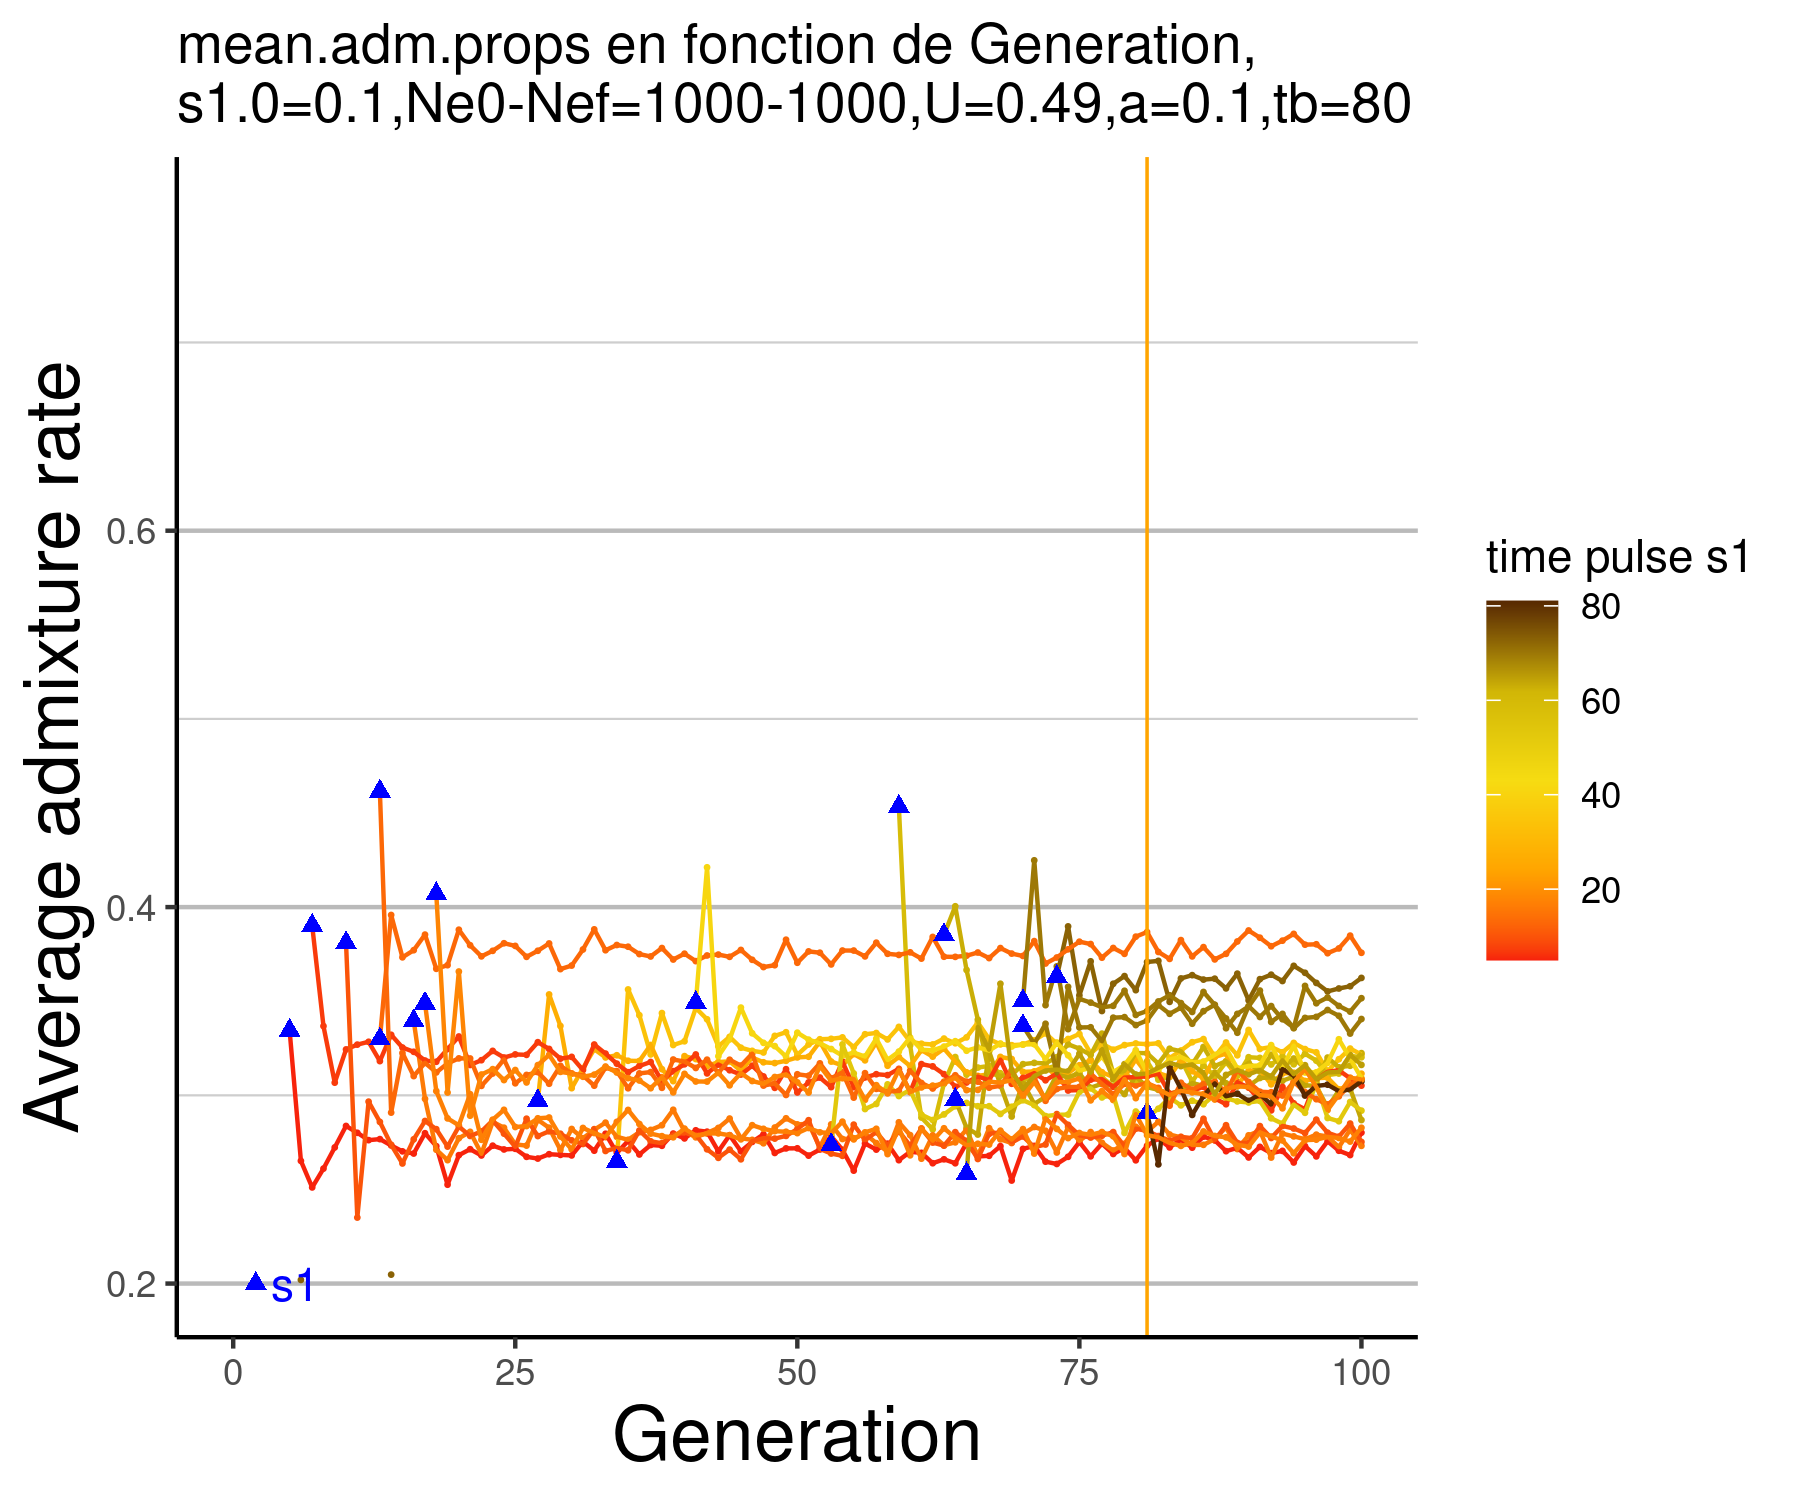 mean.adm.props en fonction de Generation,
s1.0=0.1,Ne0-Nef=1000-1000,U=0.49,a=0.1,tb=80
Average admixture rate
0.6
0.4
0.2
s1
0
25
50
75
100
Generation
time pulse s1
80
60
40
20